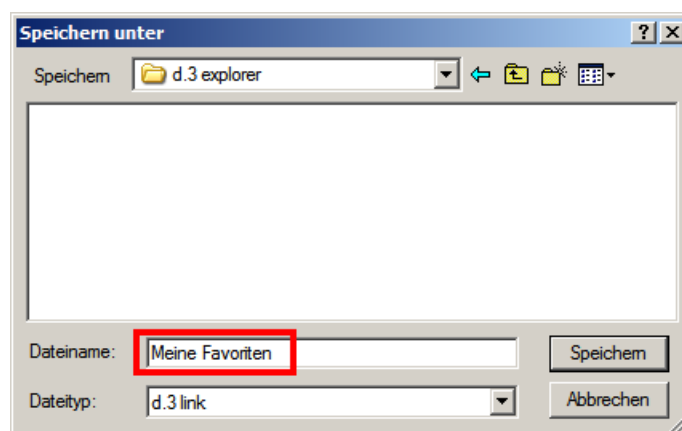 Speichern unter
Speichern
d.3 explorer
Dateiname:
Meine Favoriten
Speichern
Dateityp:
d.3 link
Abbrechen